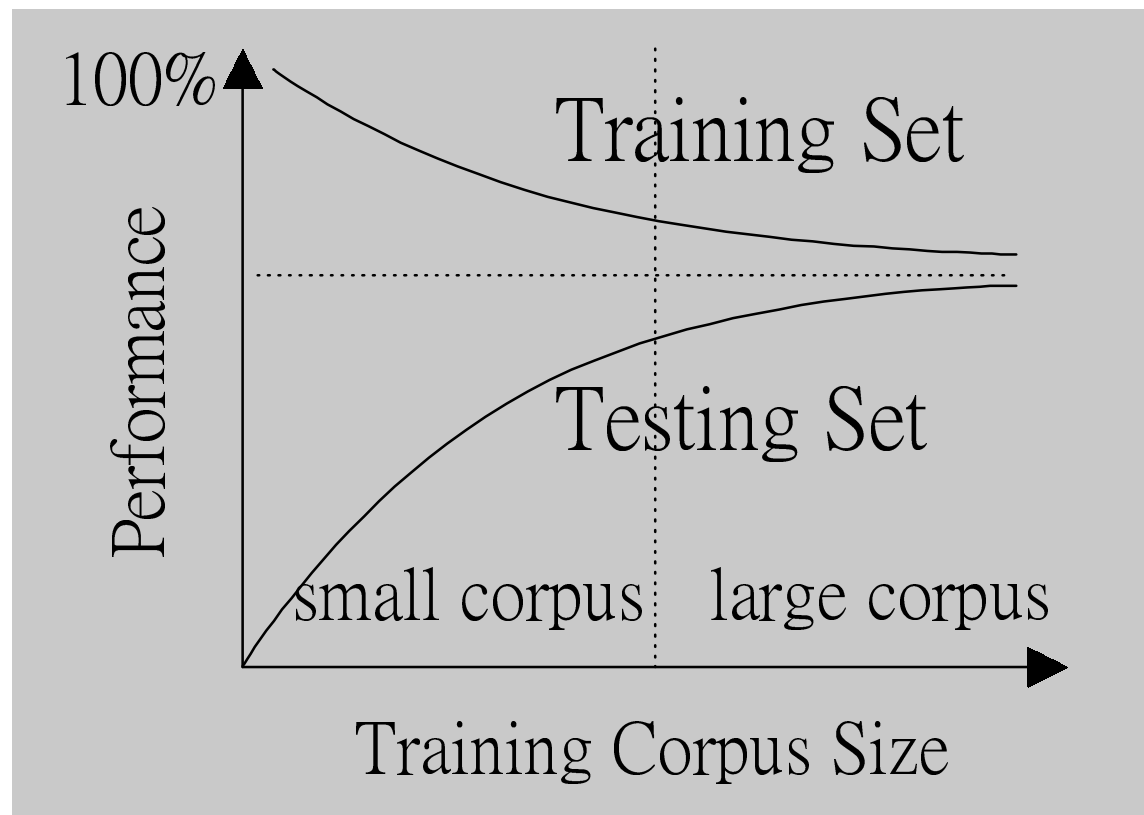 100%
Training Set
Performance
Testing Set
small corpus
large corpus
Training Corpus Size